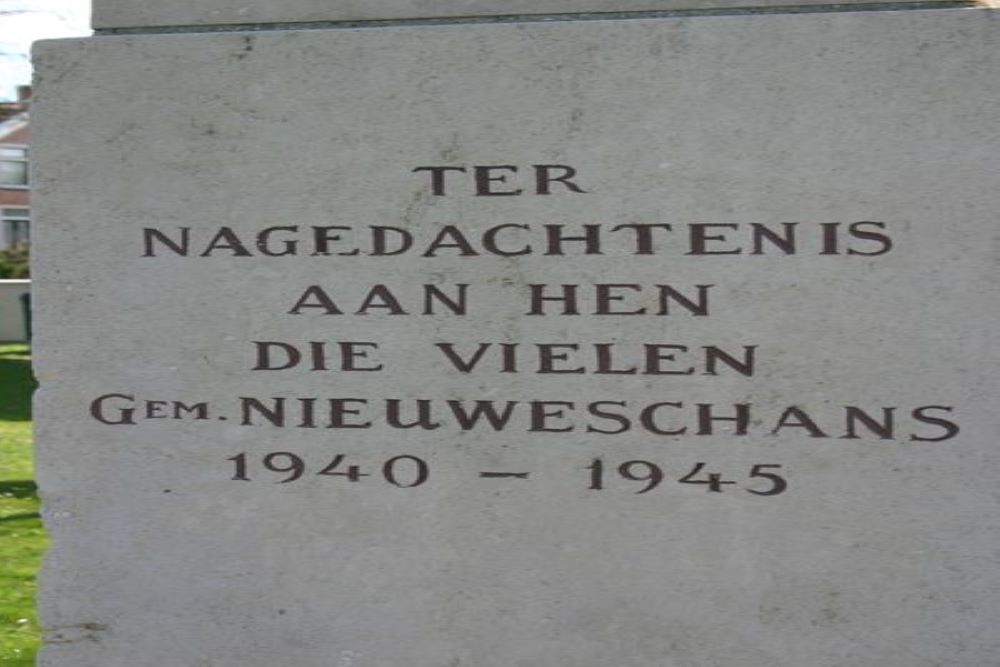 TER
NAGEDACHTENIS
AAN HEN
DIE VIELEN
GEM. NIEUWESCHANS
1940 - 1945